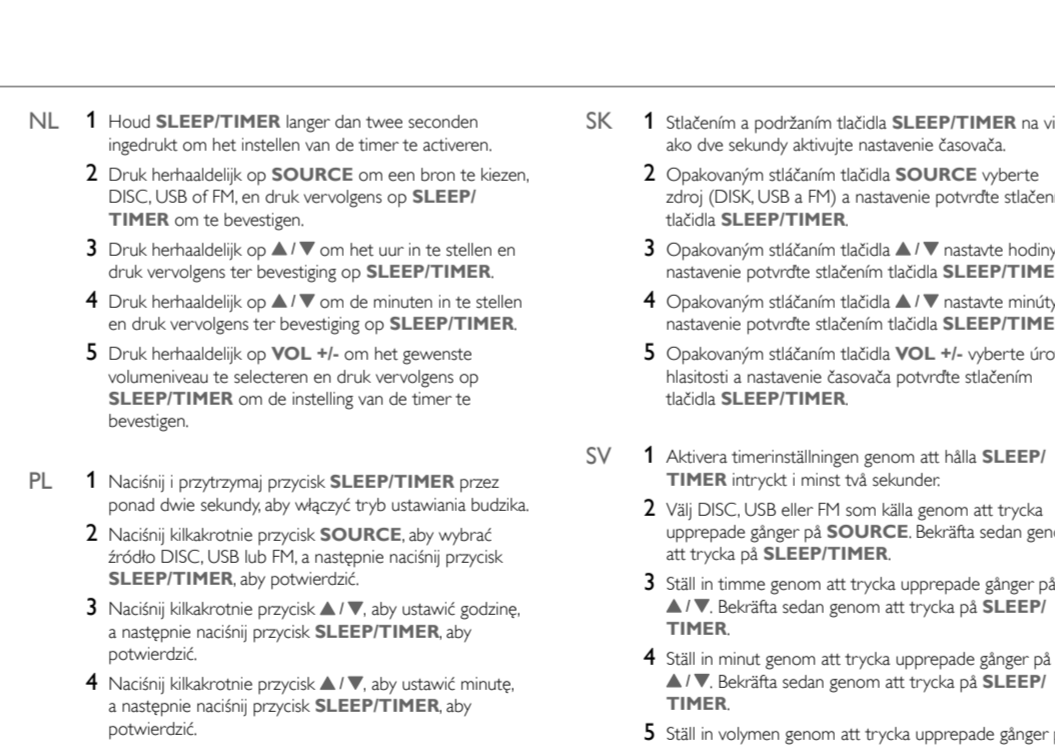 NL 1 Houd SLEEP/TIMER langer dan twee seconden
ingedrukt om het instellen van de timer te activeren.
2 Druk herhaaldelijk op SOURCE om een bron te kiezen,
DISC, USB of FM, en druk vervolgens op SLEEP/
TIMER om te bevestigen.
3 Druk herhaaldelijk op ▲ / ▼ om het uur in te stellen en
druk vervolgens ter bevestiging op SLEEP/TIMER.
4 Druk herhaaldelijk op ▲ / ▼ om de minuten in te stellen
en druk vervolgens ter bevestiging op SLEEP/TIMER.
5 Druk herhaaldelijk op VOL +/- om het gewenste
volumeniveau te selecteren en druk vervolgens op
SLEEP/TIMER om de instelling van de timer te
bevestigen.
PL 1 Naciśnij i przytrzymaj przycisk SLEEP/TIMER przez
ponad dwie sekundy, aby włączyć tryb ustawiania budzika.
2 Naciśnij kilkakrotnie przycisk SOURCE, aby wybrać
źródło DISC, USB lub FM, a następnie naciśnij przycisk
SLEEP/TIMER, aby potwierdzić.
3 Naciśnij kilkakrotnie przycisk ▲ / ▼, aby ustawić godzinę,
a następnie naciśnij przycisk SLEEP/TIMER, aby
potwierdzić.
4 Naciśnij kilkakrotnie przycisk ▲ / ▼, aby ustawić minutę,
a następnie naciśnij przycisk SLEEP/TIMER, aby
potwierdzić.
SK 1 Stlačením a podržaním tlačidla SLEEP/TIMER na
ako dve sekundy aktivujte nastavenie časovača.
2 Opakovaným stláčaním tlačidla SOURCE vyberte
zdroj (DISK, USB a FM) a nastavenie potvrďte
tlačidla SLEEP/TIMER.
3 Opakovaným stláčaním tlačidla ▲ / ▼ nastavte hodiny
nastavenie potvrďte stlačením tlačidla
4 Opakovaným stláčaním tlačidla ▲ / ▼ nastavte minúty
nastavenie potvrďte stlačením tlačidla
5 Opakovaným stláčaním tlačidla VOL +/- vyberte
hlasitosti a nastavenie časovača potvrďte stlačením
tlačidla SLEEP/TIMER.
SV 1 Aktivera timerinställningen genom att hålla SLEEP/
TIMER intryckt i minst två sekunder.
2 Välj DISC, USB eller FM som källa genom att trycka
upprepade gånger på SOURCE. Bekräfta sedan
att trycka på SLEEP/TIMER.
3 Ställ in timme genom att trycka upprepade gånger på
▲ / ▼. Bekräfta sedan genom att trycka på SLEEP/
TIMER.
4 Ställ in minut genom att trycka upprepade gånger på
▲ / ▼. Bekräfta sedan genom att trycka på SLEEP/
TIMER.
5 Ställ in volymen genom att trycka upprepade gånger